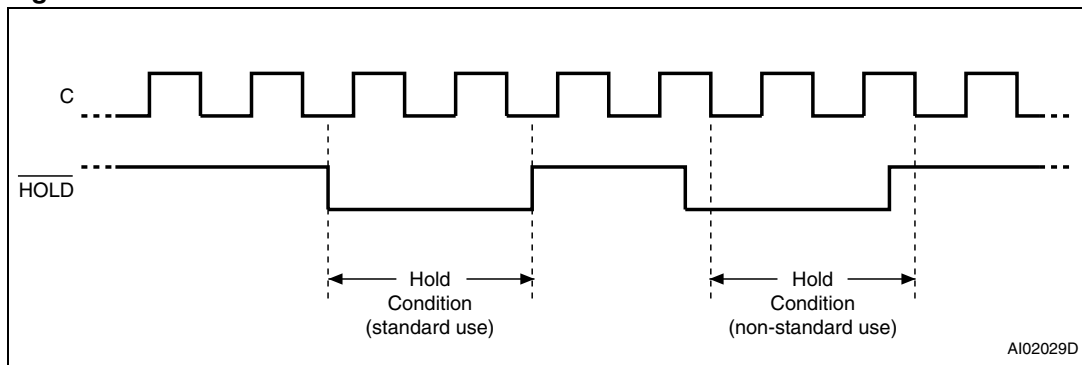 C
HOLD
Hold
Condition
(standard use)
Hold
Condition
(non-standard use)
AI02029D